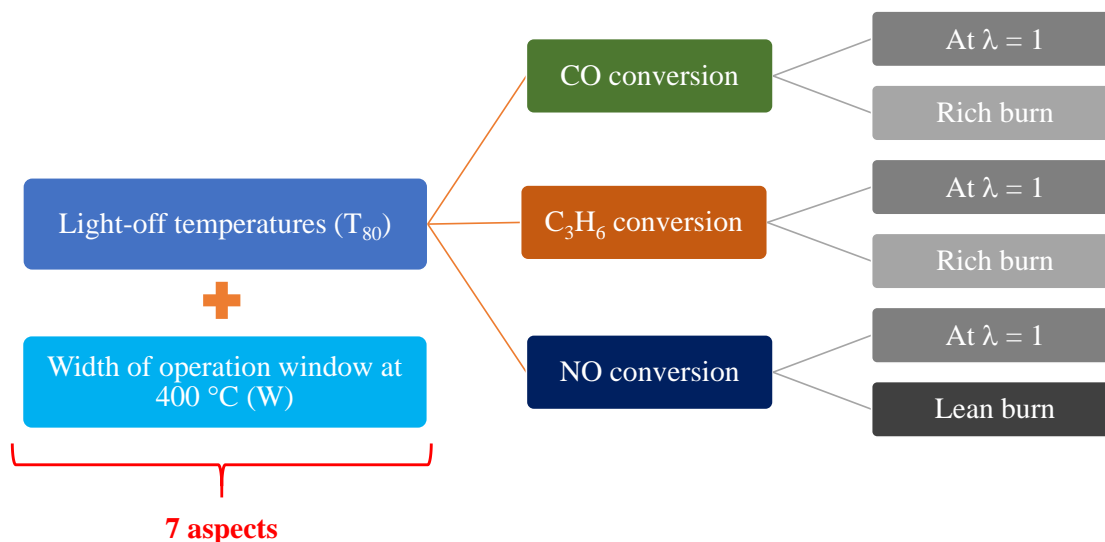 Light-off temperatures (T₈₀)
Width of operation window at
400 °C (W)
7 aspects
CO conversion
At λ = 1
Rich burn
C₃H₆ conversion
At λ = 1
Rich burn
NO conversion
At λ = 1
Lean burn